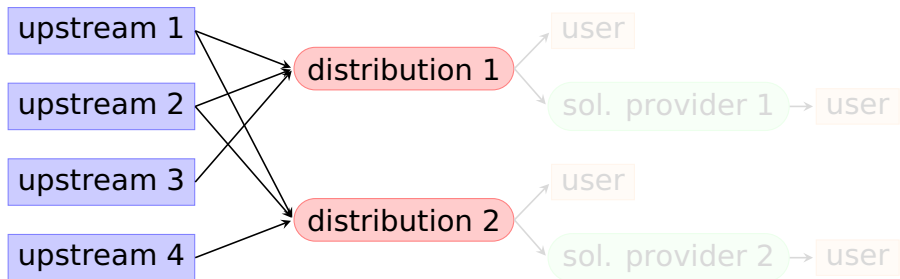 upstream 1
upstream 2
upstream 3
upstream 4
distribution 1
distribution 2
user
sol. provider 1
user
user
sol. provider 2
user